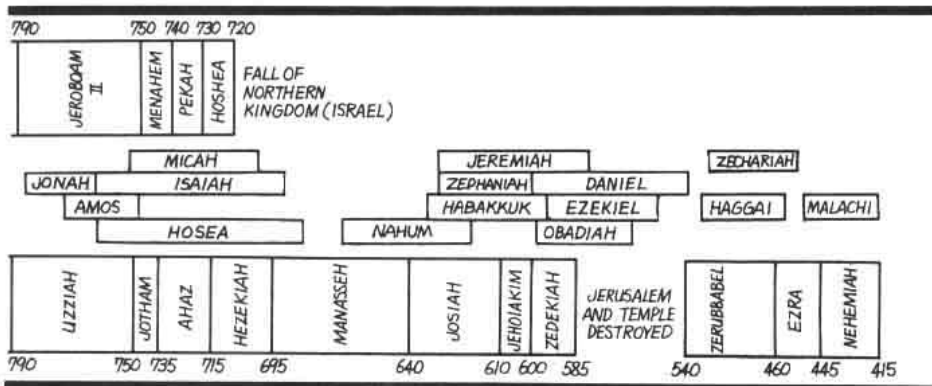 790 750 740 730 720
JEROBOAM II
MENAHEM
PEKAH
HOSHEA
FALL OF
NORTHERN
KINGDOM (ISRAEL)
MICAH JEREMIAH ZECHARIAH
JONAH ISAIAH ZEPHANIAH DANIEL
AMOS HABAKKUK EZEKIEL HAGGAI MALACHI
HOSEA NAHUM OBADIAH
UZZIAH
JOTHAM
AHAZ
HEZEKIAH
MANASSEH
JOSIAH
JEHOIAKIM
ZEDEKIAH
JERUSALEM
AND TEMPLE
DESTROYED
ZERUBBABEL
EZRA
NEHEMIAH
790 750 735 715 695 640 610 600 585 540 460 445 415